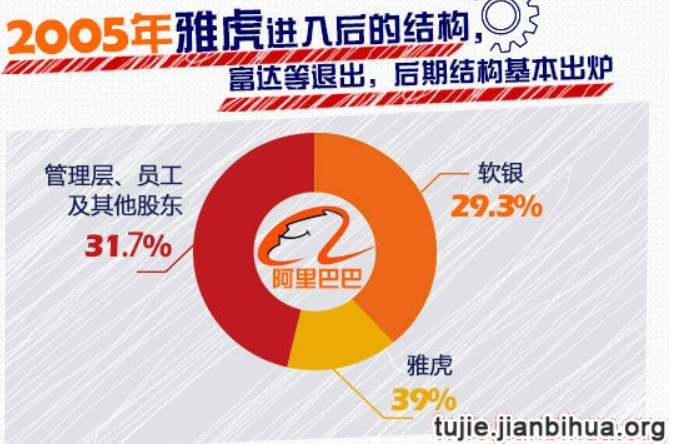 2005年雅虎进入后的结构，
富达等退出，后期结构基本出炉
管理层、员工
及其他股东
31.7%
软银
29.3%
阿里巴巴
雅虎
39%
tujie.jianbihua.org